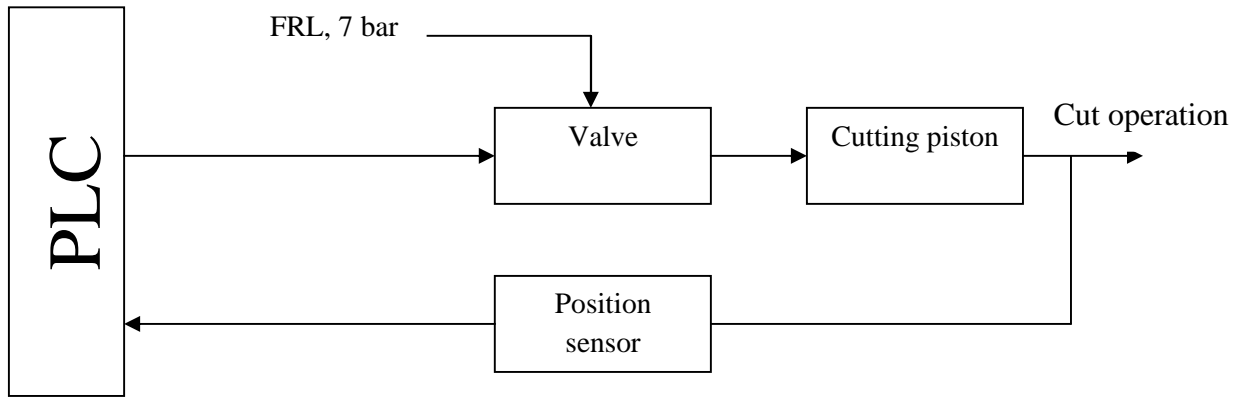 FRL, 7 bar
PLC
Valve
Cutting piston
Cut operation
Position
sensor